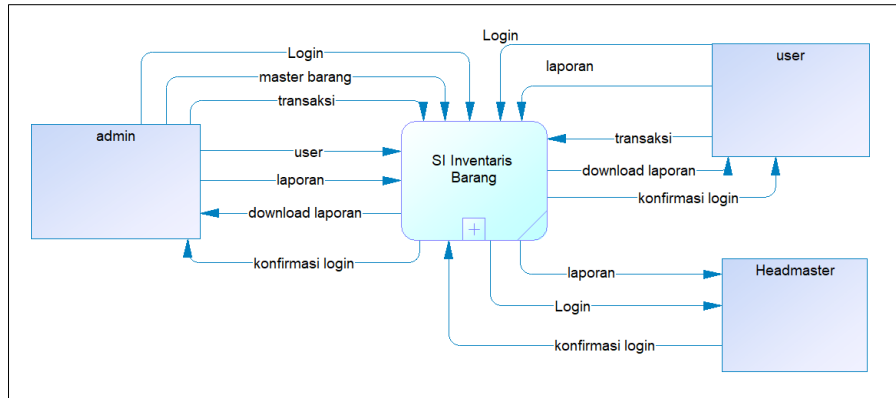 Login
master barang
transaksi
admin
user
laporan
download laporan
konfirmasi login
SI Inventaris
Barang
Login
laporan
user
transaksi
download laporan
konfirmasi login
laporan
Login
konfirmasi login
Headmaster